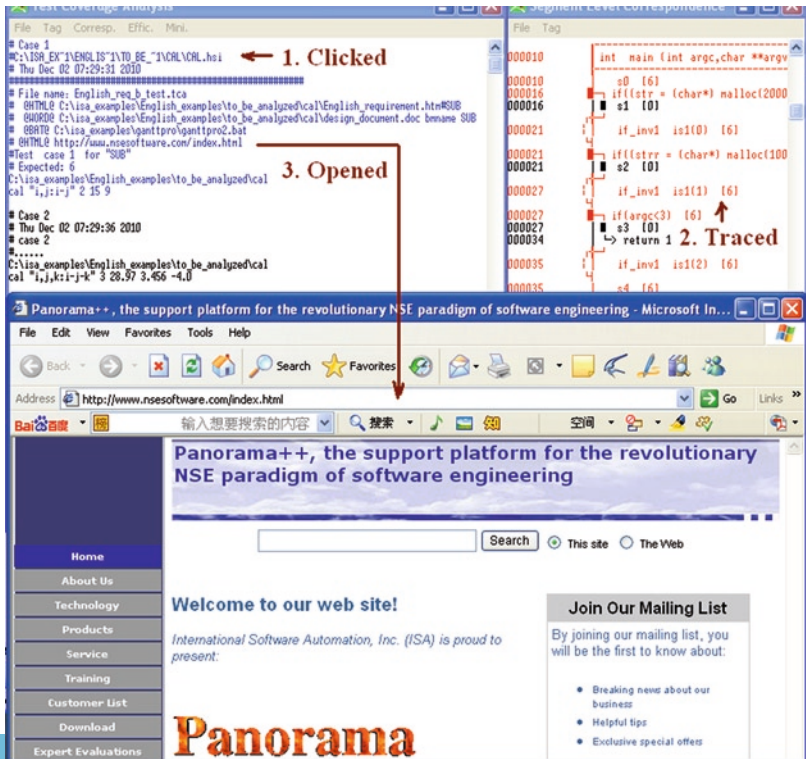 Test Coverage Analysis
File Tag Corresp. Effic. Mini.
# Case 1
#C:\ISA_EX~1\ENGLIS~1\TO_BE_~1\CAL\CAL.hsi
# Thu Dec 02 07:29:31 2010
# File name: English_req_b_test.tca
# @HTML@ C:\isa_examples\English_examples\to_be_analyzed\cal\English_requirement.htm#SUB
# @WORD@ C:\isa_examples\English_examples\to_be_analyzed\cal\design_document.doc bmname SUB
# @BAT@ C:\isa_examples\ganttpro\ganttpro2.bat
# @HTML@ http://www.nsesoftware.com/index.html
#Test case 1 for "SUB"
# Expected: 6
C:\isa_examples\English_examples\to_be_analyzed\cal
cal "i,j:i-j" 2 15 9
# Case 2
# Thu Dec 02 07:29:36 2010
# case 2
#......
C:\isa_examples\English_examples\to_be_analyzed\cal
cal "i,j,k:i-j-k" 3 28.97 3.456 -4.0
1. Clicked
3. Opened
Segment Level Correspondence
File Tag
000010 int main (int argc,char **argv
s0 [6]
000016 if((str = (char*) malloc(2000
000016 s1 [0]
000021 if_inv1 is1(0) [6]
000021 if((strr = (char*) malloc(100
000021 s2 [0]
000027 if_inv1 is1(1) [6]
000027 if(argc<3) [6]
000027 s3 [0]
000034 return 1
2. Traced
000035 if_inv1 is1(2) [6]
000035 s4 [6]
Panorama++, the support platform for the revolutionary NSE paradigm of software engineering - Microsoft In...
File Edit View Favorites Tools Help
Back Search Favorites
Address http://www.nsesoftware.com/index.html Go Links »
Bai百度 输入想要搜索的内容 搜索 空间
Panorama++, the support platform for the revolutionary
NSE paradigm of software engineering
Search This site The Web
Home
About Us
Technology
Products
Service
Training
Customer List
Download
Expert Evaluations
Welcome to our web site!
International Software Automation, Inc. (ISA) is proud to
present:
Panorama
Join Our Mailing List
By joining our mailing list, you
will be the first to know about:
Breaking news about our
business
Helpful tips
Exclusive special offers